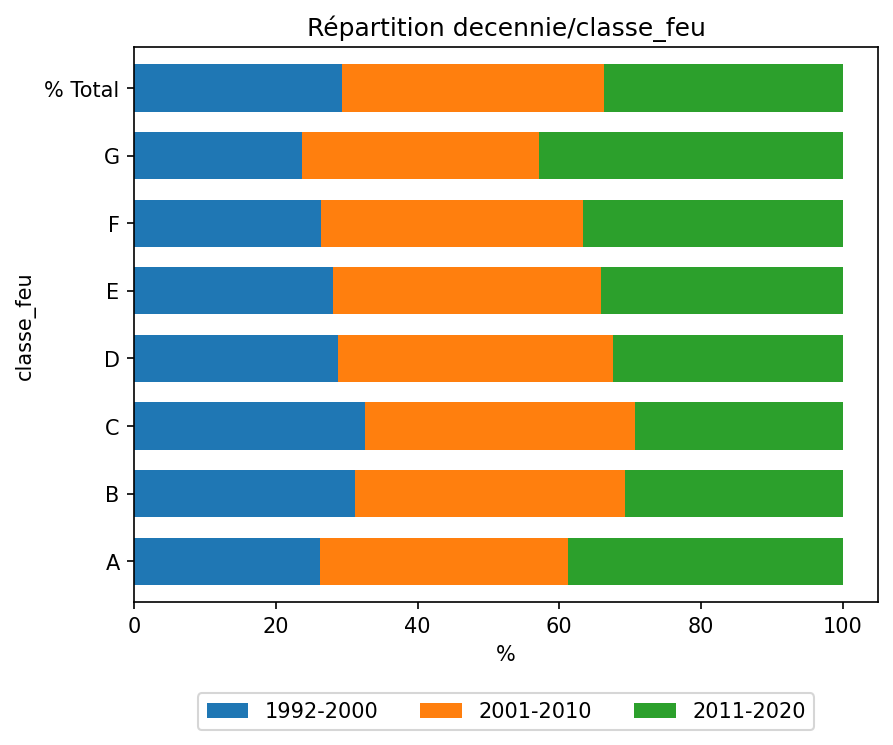 Répartition decennie/classe_feu
% Total
G
F
E
D
C
B
A
classe_feu
0 20 40 60 80 100
%
1992-2000 2001-2010 2011-2020